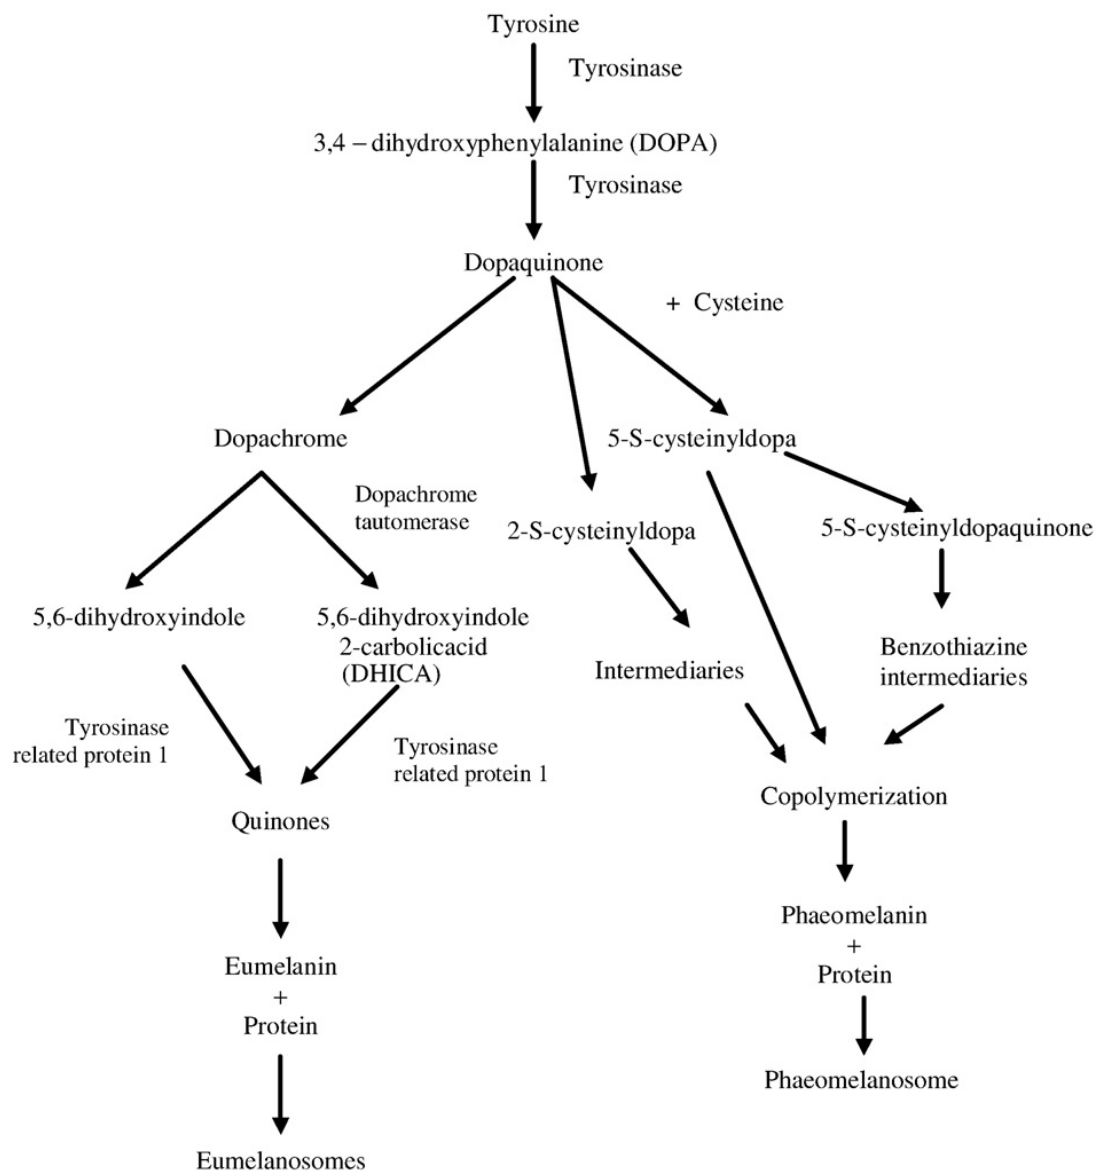 Tyrosine
Tyrosinase
3,4 – dihydroxyphenylalanine (DOPA)
Tyrosinase
Dopaquinone
+ Cysteine
Dopachrome
5-S-cysteinyldopa
Dopachrome
tautomerase
2-S-cysteinyldopa
5-S-cysteinyldopaquinone
5,6-dihydroxyindole
5,6-dihydroxyindole
2-carbolicacid
(DHICA)
Intermediaries
Benzothiazine
intermediaries
Tyrosinase
related protein 1
Tyrosinase
related protein 1
Copolymerization
Quinones
Phaeomelanin
+
Protein
Eumelanin
+
Protein
Phaeomelanosome
Eumelanosomes